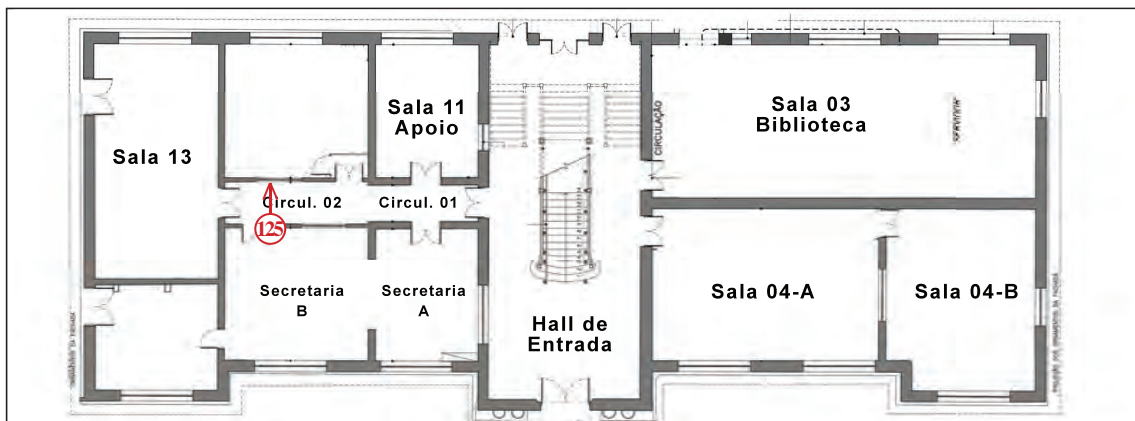 Sala 11
Apoio
Sala 03
Biblioteca
CIRCULAÇÃO
Sala 13
Circul. 02
Circul. 01
125
Secretaria
B
Secretaria
A
Sala 04-A
Sala 04-B
Hall de
Entrada